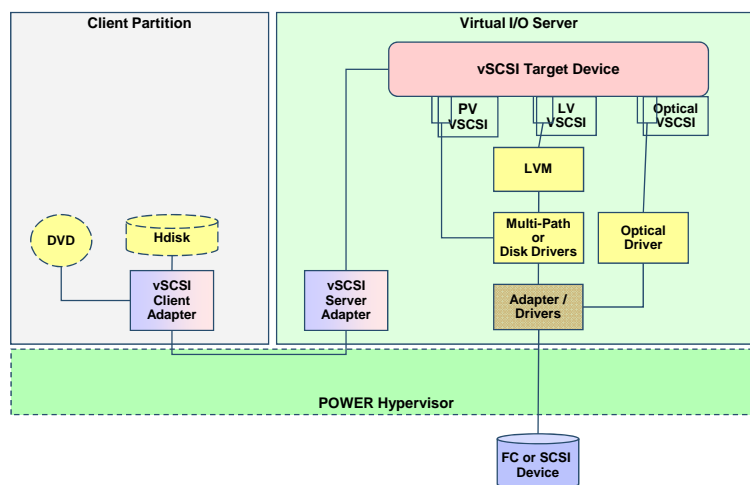 Client Partition
Virtual I/O Server
vSCSI Target Device
PV
VSCSI
LV
VSCSI
Optical
VSCSI
LVM
DVD
Hdisk
Multi-Path
or
Disk Drivers
Optical
Driver
vSCSI
Client
Adapter
vSCSI
Server
Adapter
Adapter /
Drivers
POWER Hypervisor
FC or SCSI
Device